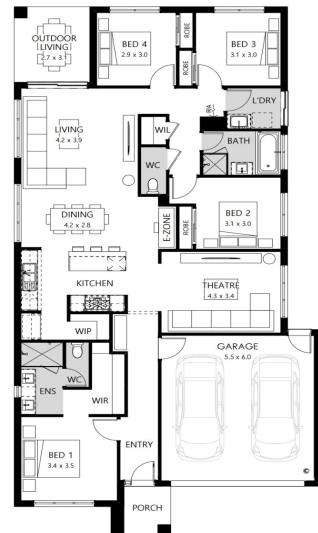 OUTDOOR
LIVING
2.7 x 3.1
BED 4
2.9 x 3.0
ROBE
ROBE
BED 3
3.1 x 3.0
L'DRY
LIVING
4.2 x 3.9
WIL
BATH
WC
DINING
4.2 x 2.8
E-ZONE
ROBE
BED 2
3.1 x 3.0
KITCHEN
THEATRE
4.3 x 3.4
WIP
GARAGE
5.5 x 6.0
WC
ENS
WIR
BED 1
3.4 x 3.5
ENTRY
©
PORCH